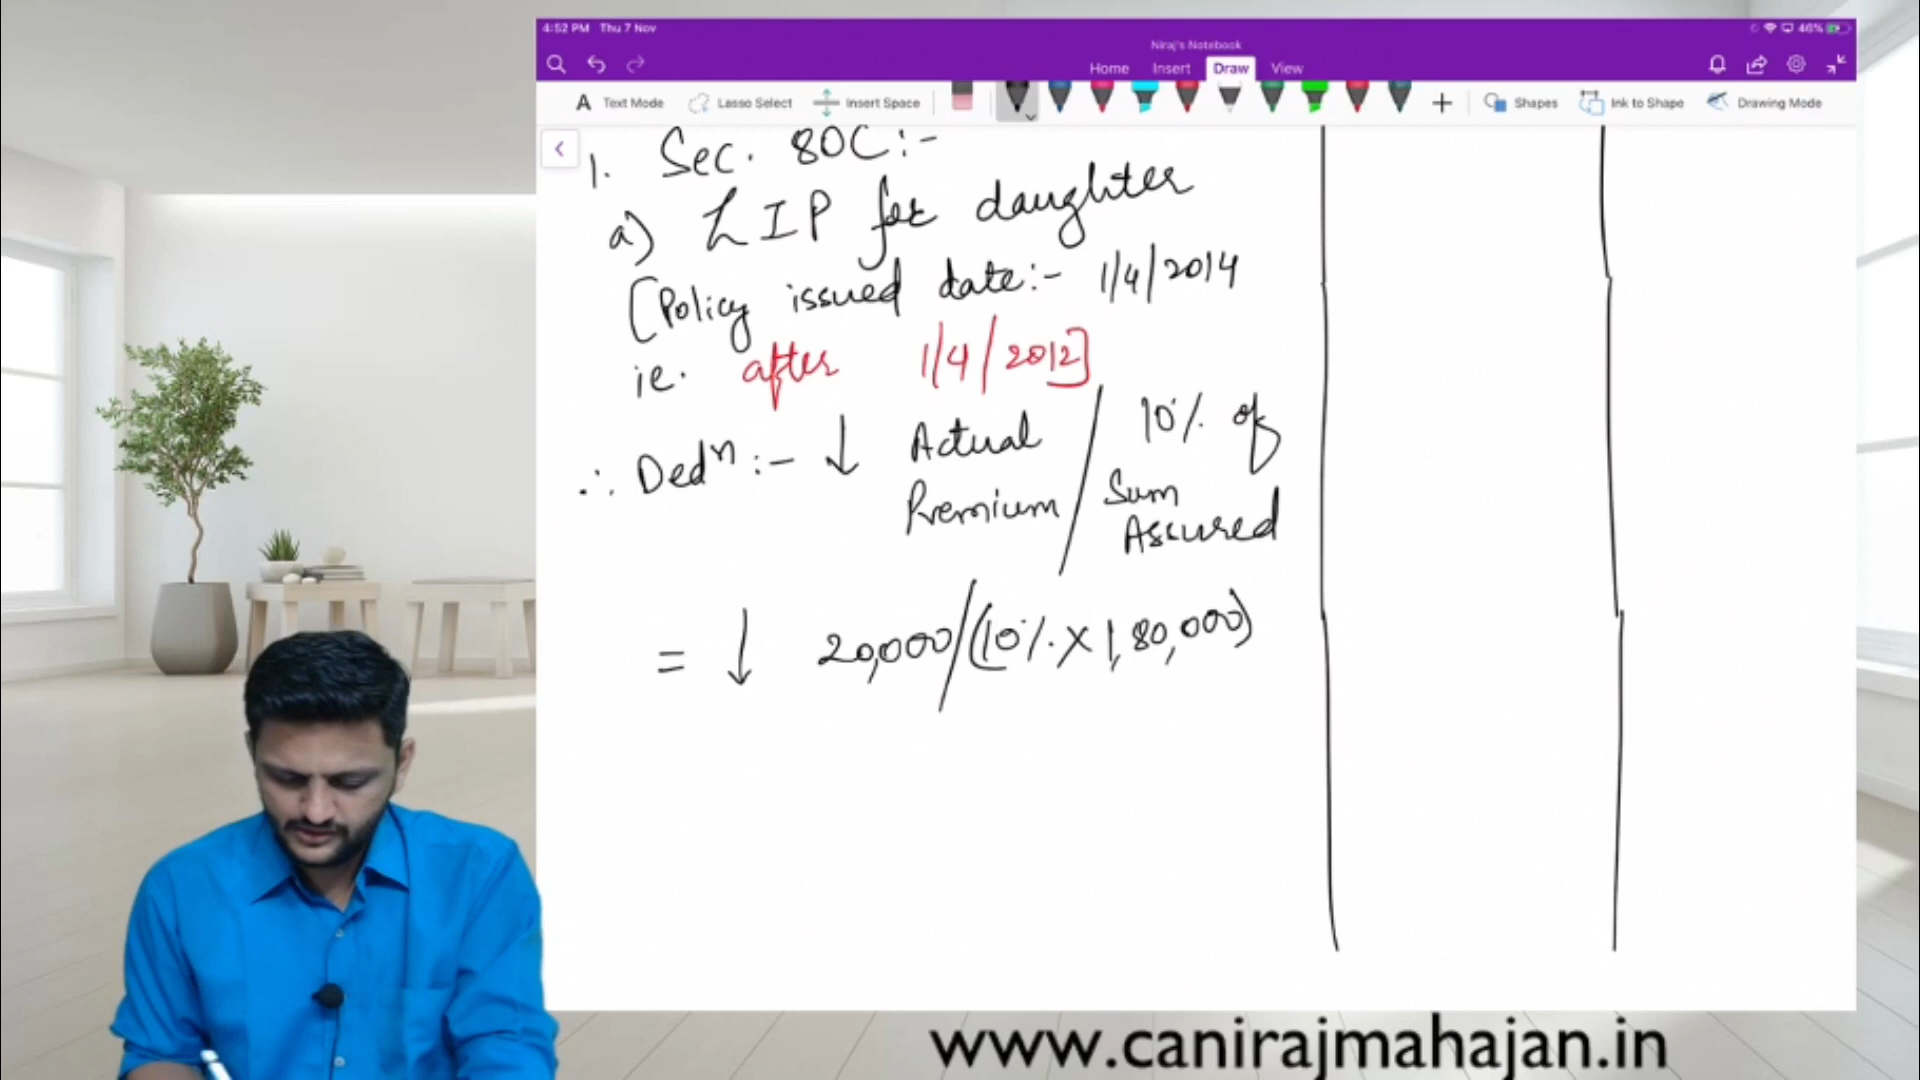 4:52 PM Thu 7 Nov
46%
Niraj's Notebook
Home Insert Draw View
A Text Mode Lasso Select Insert Space Shapes Ink to Shape Drawing Mode
1. Sec. 80C:-
a) LIP for daughter
[Policy issued date:- 1/4/2014
ie. after 1/4/2012]
∴ Dedⁿ:- ↓ Actual Premium / 10% of Sum Assured
= ↓ 20,000/(10% X 1,80,000)
www.canirajmahajan.in